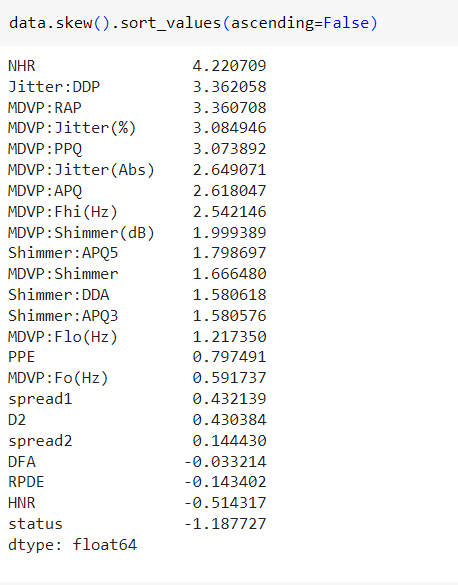 data.skew().sort_values(ascending=False)
NHR 4.220709
Jitter:DDP 3.362058
MDVP:RAP 3.360708
MDVP:Jitter(%) 3.084946
MDVP:PPQ 3.073892
MDVP:Jitter(Abs) 2.649071
MDVP:APQ 2.618047
MDVP:Fhi(Hz) 2.542146
MDVP:Shimmer(dB) 1.999389
Shimmer:APQ5 1.798697
MDVP:Shimmer 1.666480
Shimmer:DDA 1.580618
Shimmer:APQ3 1.580576
MDVP:Flo(Hz) 1.217350
PPE 0.797491
MDVP:Fo(Hz) 0.591737
spread1 0.432139
D2 0.430384
spread2 0.144430
DFA -0.033214
RPDE -0.143402
HNR -0.514317
status -1.187727
dtype: float64